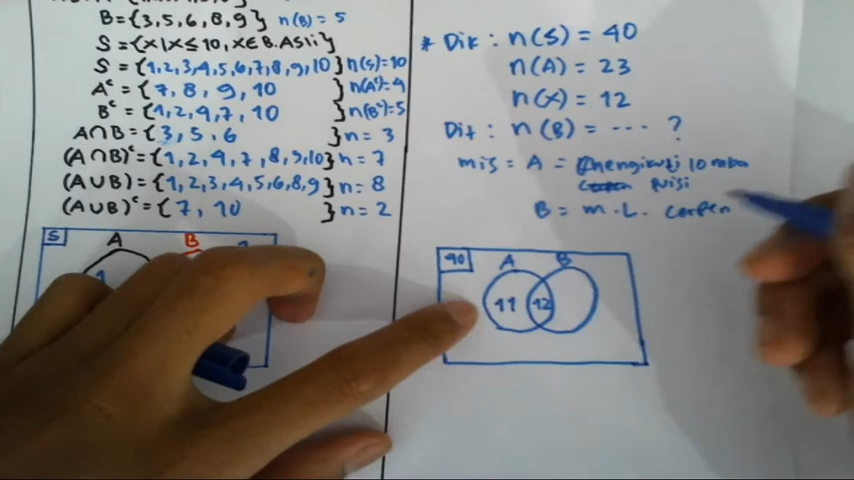 B={3,5,6,8,9} n(B)=5
S={x|x≤10, x∈B.ASli}
S={1,2,3,4,5,6,7,8,9,10} n(S)=10
A^c={7,8,9,10} n(A^c)=4
B^c={1,2,4,7,10} n(B^c)=5
A∩B={3,5,6} n=3
(A∩B)^c={1,2,4,7,8,9,10} n=7
(A∪B)={1,2,3,4,5,6,8,9} n=8
(A∪B)^c={7,10} n=2
S
A B
* Dik : n(S) = 40
n(A) = 23
n(x) = 12
Dit : n(B) = ... ?
mis = A = mengikuti lomba
Puisi
B = m.L. cerpen
40 A B
11 12